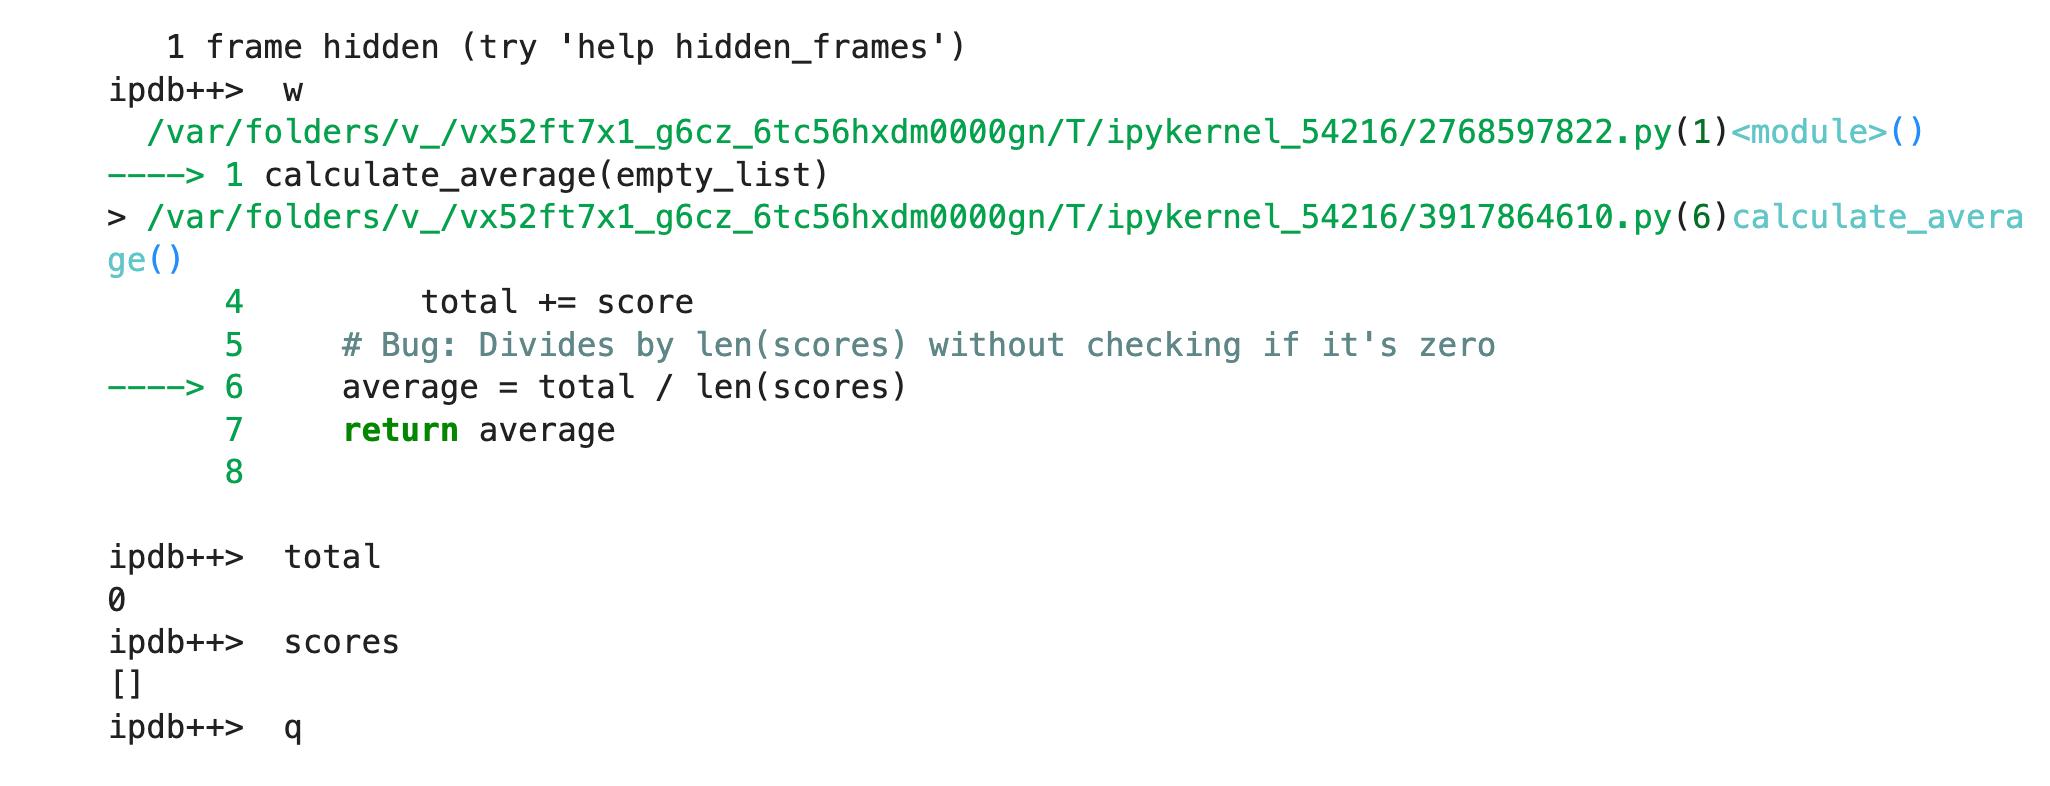 1 frame hidden (try 'help hidden_frames')
ipdb++>  w
  /var/folders/v_/vx52ft7x1_g6cz_6tc56hxdm0000gn/T/ipykernel_54216/2768597822.py(1)<module>()
----> 1 calculate_average(empty_list)
> /var/folders/v_/vx52ft7x1_g6cz_6tc56hxdm0000gn/T/ipykernel_54216/3917864610.py(6)calculate_avera
ge()
      4         total += score
      5     # Bug: Divides by len(scores) without checking if it's zero
----> 6     average = total / len(scores)
      7     return average
      8
ipdb++>  total
0
ipdb++>  scores
[]
ipdb++>  q